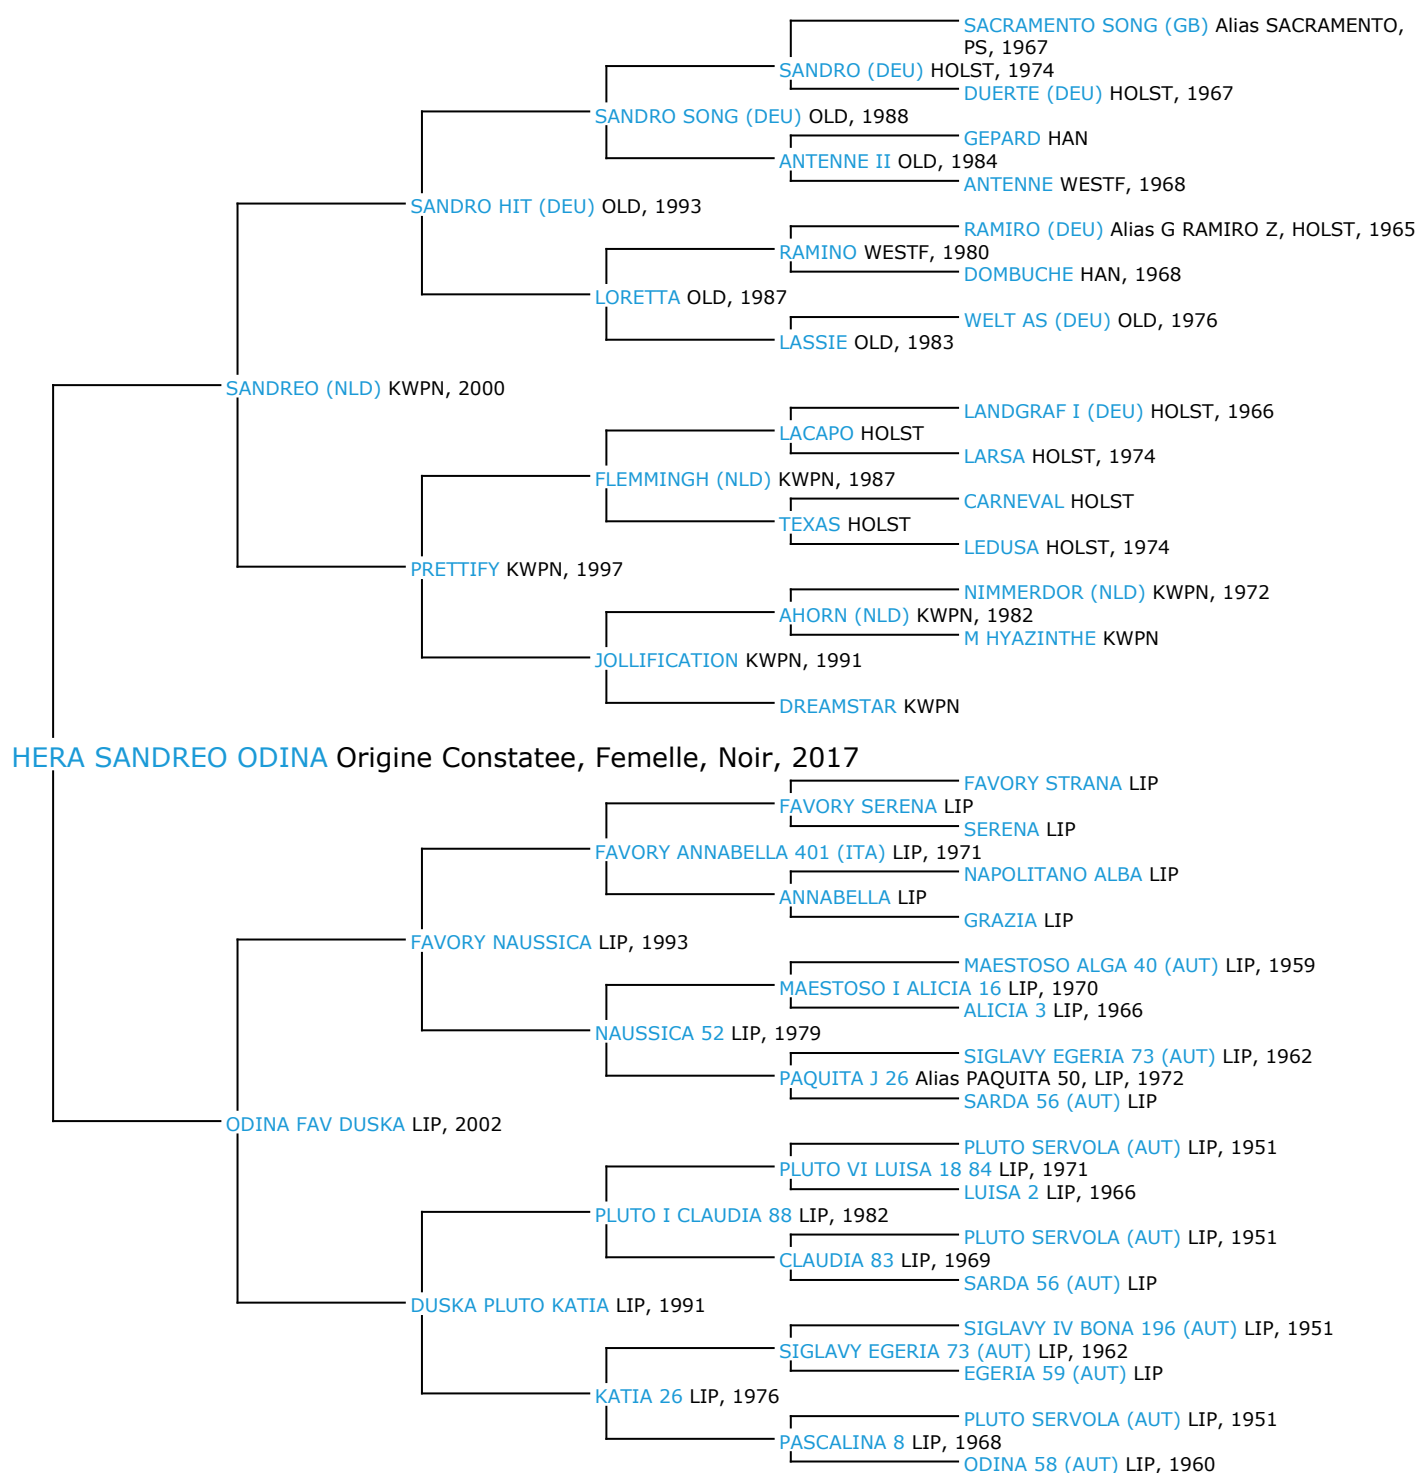 SACRAMENTO SONG (GB) Alias SACRAMENTO,
PS, 1967
SANDRO (DEU) HOLST, 1974
DUERTE (DEU) HOLST, 1967
SANDRO SONG (DEU) OLD, 1988
GEPARD HAN
ANTENNE II OLD, 1984
ANTENNE WESTF, 1968
SANDRO HIT (DEU) OLD, 1993
RAMIRO (DEU) Alias G RAMIRO Z, HOLST, 1965
RAMINO WESTF, 1980
DOMBUCHE HAN, 1968
LORETTA OLD, 1987
WELT AS (DEU) OLD, 1976
LASSIE OLD, 1983
SANDREO (NLD) KWPN, 2000
LANDGRAF I (DEU) HOLST, 1966
LACAPO HOLST
LARSA HOLST, 1974
FLEMMINGH (NLD) KWPN, 1987
CARNEVAL HOLST
TEXAS HOLST
LEDUSA HOLST, 1974
PRETTIFY KWPN, 1997
NIMMERDOR (NLD) KWPN, 1972
AHORN (NLD) KWPN, 1982
M HYAZINTHE KWPN
JOLLIFICATION KWPN, 1991
DREAMSTAR KWPN
HERA SANDREO ODINA Origine Constatee, Femelle, Noir, 2017
FAVORY STRANA LIP
FAVORY SERENA LIP
SERENA LIP
FAVORY ANNABELLA 401 (ITA) LIP, 1971
NAPOLITANO ALBA LIP
ANNABELLA LIP
GRAZIA LIP
FAVORY NAUSSICA LIP, 1993
MAESTOSO ALGA 40 (AUT) LIP, 1959
MAESTOSO I ALICIA 16 LIP, 1970
ALICIA 3 LIP, 1966
NAUSSICA 52 LIP, 1979
SIGLAVY EGERIA 73 (AUT) LIP, 1962
PAQUITA J 26 Alias PAQUITA 50, LIP, 1972
SARDA 56 (AUT) LIP
ODINA FAV DUSKA LIP, 2002
PLUTO SERVOLA (AUT) LIP, 1951
PLUTO VI LUISA 18 84 LIP, 1971
LUISA 2 LIP, 1966
PLUTO I CLAUDIA 88 LIP, 1982
PLUTO SERVOLA (AUT) LIP, 1951
CLAUDIA 83 LIP, 1969
SARDA 56 (AUT) LIP
DUSKA PLUTO KATIA LIP, 1991
SIGLAVY IV BONA 196 (AUT) LIP, 1951
SIGLAVY EGERIA 73 (AUT) LIP, 1962
EGERIA 59 (AUT) LIP
KATIA 26 LIP, 1976
PLUTO SERVOLA (AUT) LIP, 1951
PASCALINA 8 LIP, 1968
ODINA 58 (AUT) LIP, 1960